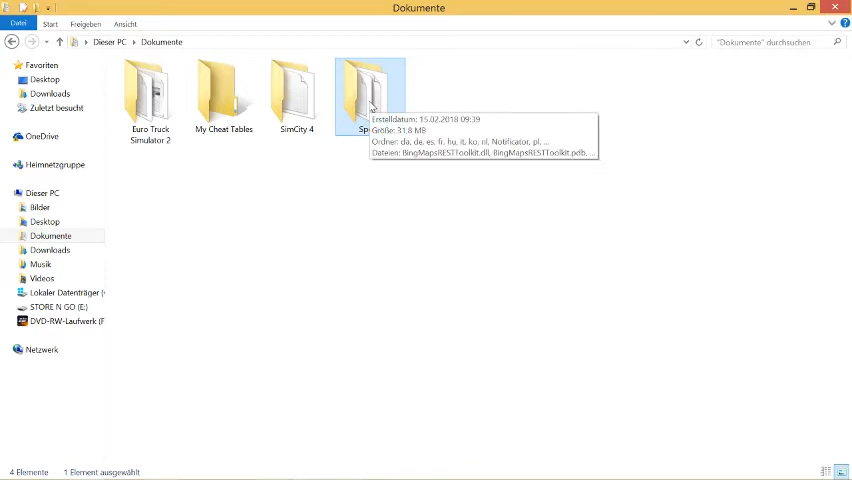 Dokumente
Datei Start Freigeben Ansicht
Dieser PC Dokumente
"Dokumente" durchsuchen
Favoriten
Desktop
Downloads
Zuletzt besucht
OneDrive
Heimnetzgruppe
Dieser PC
Bilder
Desktop
Dokumente
Downloads
Musik
Videos
Lokaler Datenträger (
STORE N GO (E:)
DVD-RW-Laufwerk (F
Netzwerk
Euro Truck
Simulator 2
My Cheat Tables
SimCity 4
Erstelldatum: 15.02.2018 09:39
Größe: 31,8 MB
Ordner: da, de, es, fr, hu, it, ko, nl, Notificator, pl, ...
Dateien: BingMapsRESTToolkit.dll, BingMapsRESTToolkit.pdb, ...
4 Elemente 1 Element ausgewählt